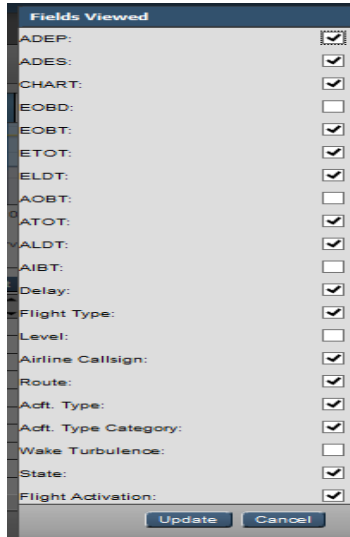 Fields Viewed
ADEP:
ADES:
CHART:
EOBD:
EOBT:
ETOT:
ELDT:
AOBT:
ATOT:
ALDT:
AIBT:
Delay:
Flight Type:
Level:
Airline Callsign:
Route:
Acft. Type:
Acft. Type Category:
Wake Turbulence:
State:
Flight Activation:
Update Cancel